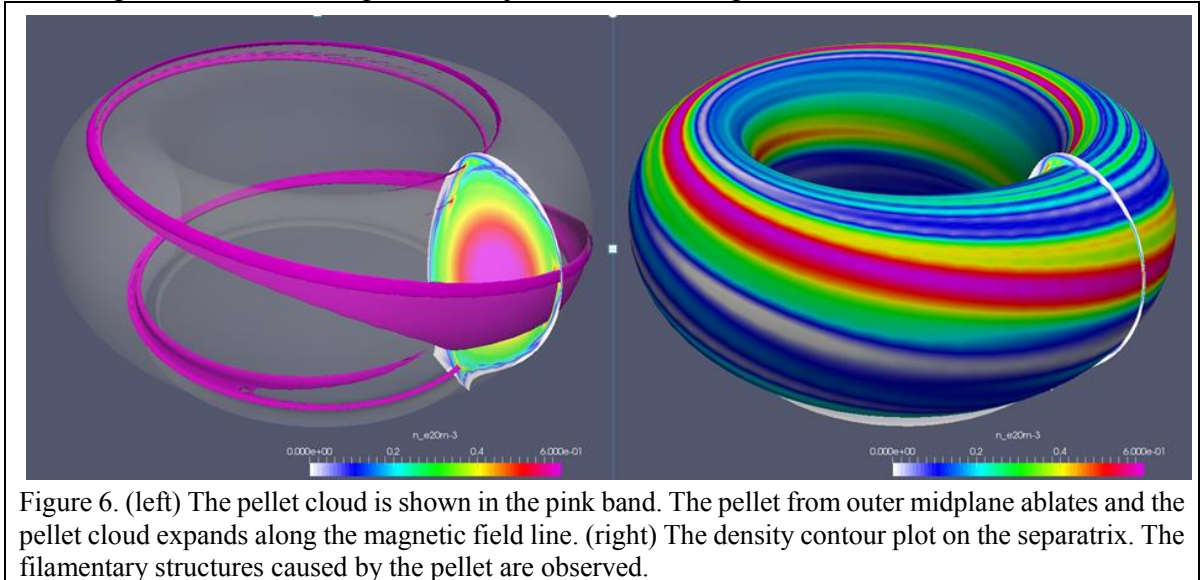 n_e20m-3
0.000e+00 0.2 0.4 6.000e-01
n_e20m-3
0.000e+00 0.2 0.4 6.000e-01
Figure 6. (left) The pellet cloud is shown in the pink band. The pellet from outer midplane ablates and the
pellet cloud expands along the magnetic field line. (right) The density contour plot on the separatrix. The
filamentary structures caused by the pellet are observed.